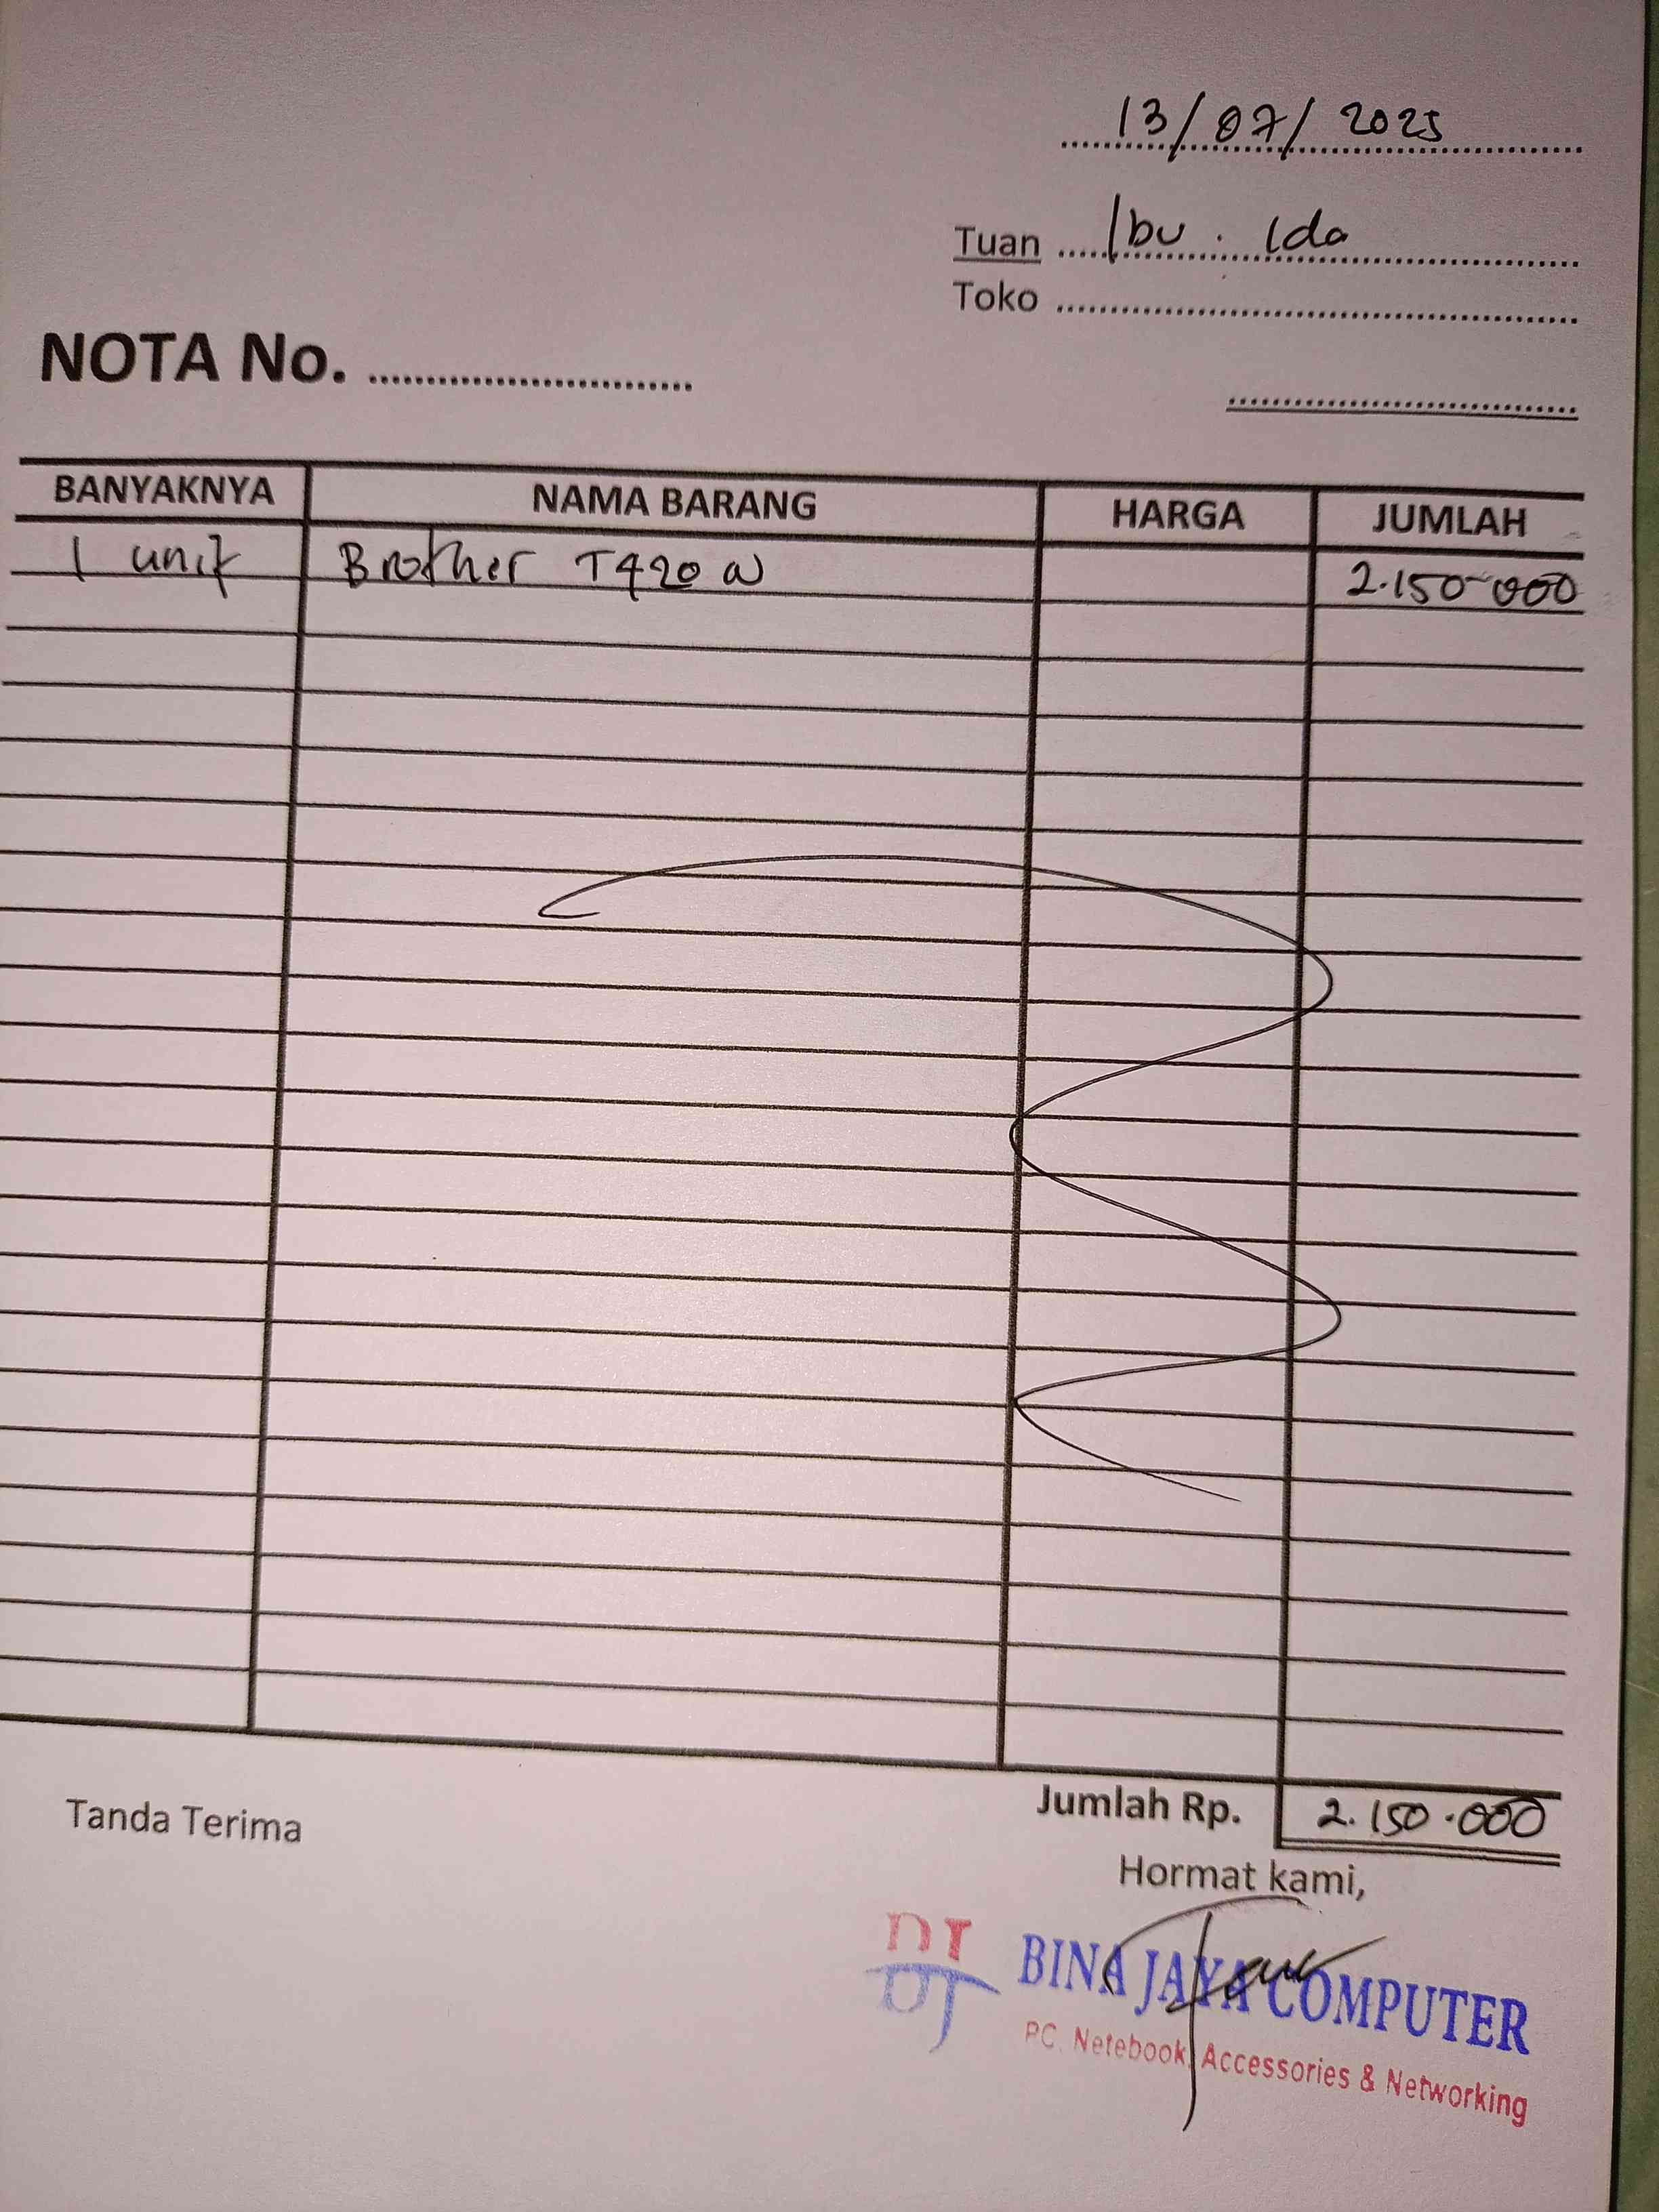 13/07/2025
Tuan Ibu. Ida
Toko
NOTA No.
BANYAKNYA NAMA BARANG HARGA JUMLAH
1 unit Brother T420 W 2.150.000
Jumlah Rp. 2.150.000
Tanda Terima
Hormat kami,
BJ
BINA JAYA COMPUTER
PC, Netebook, Accessories & Networking